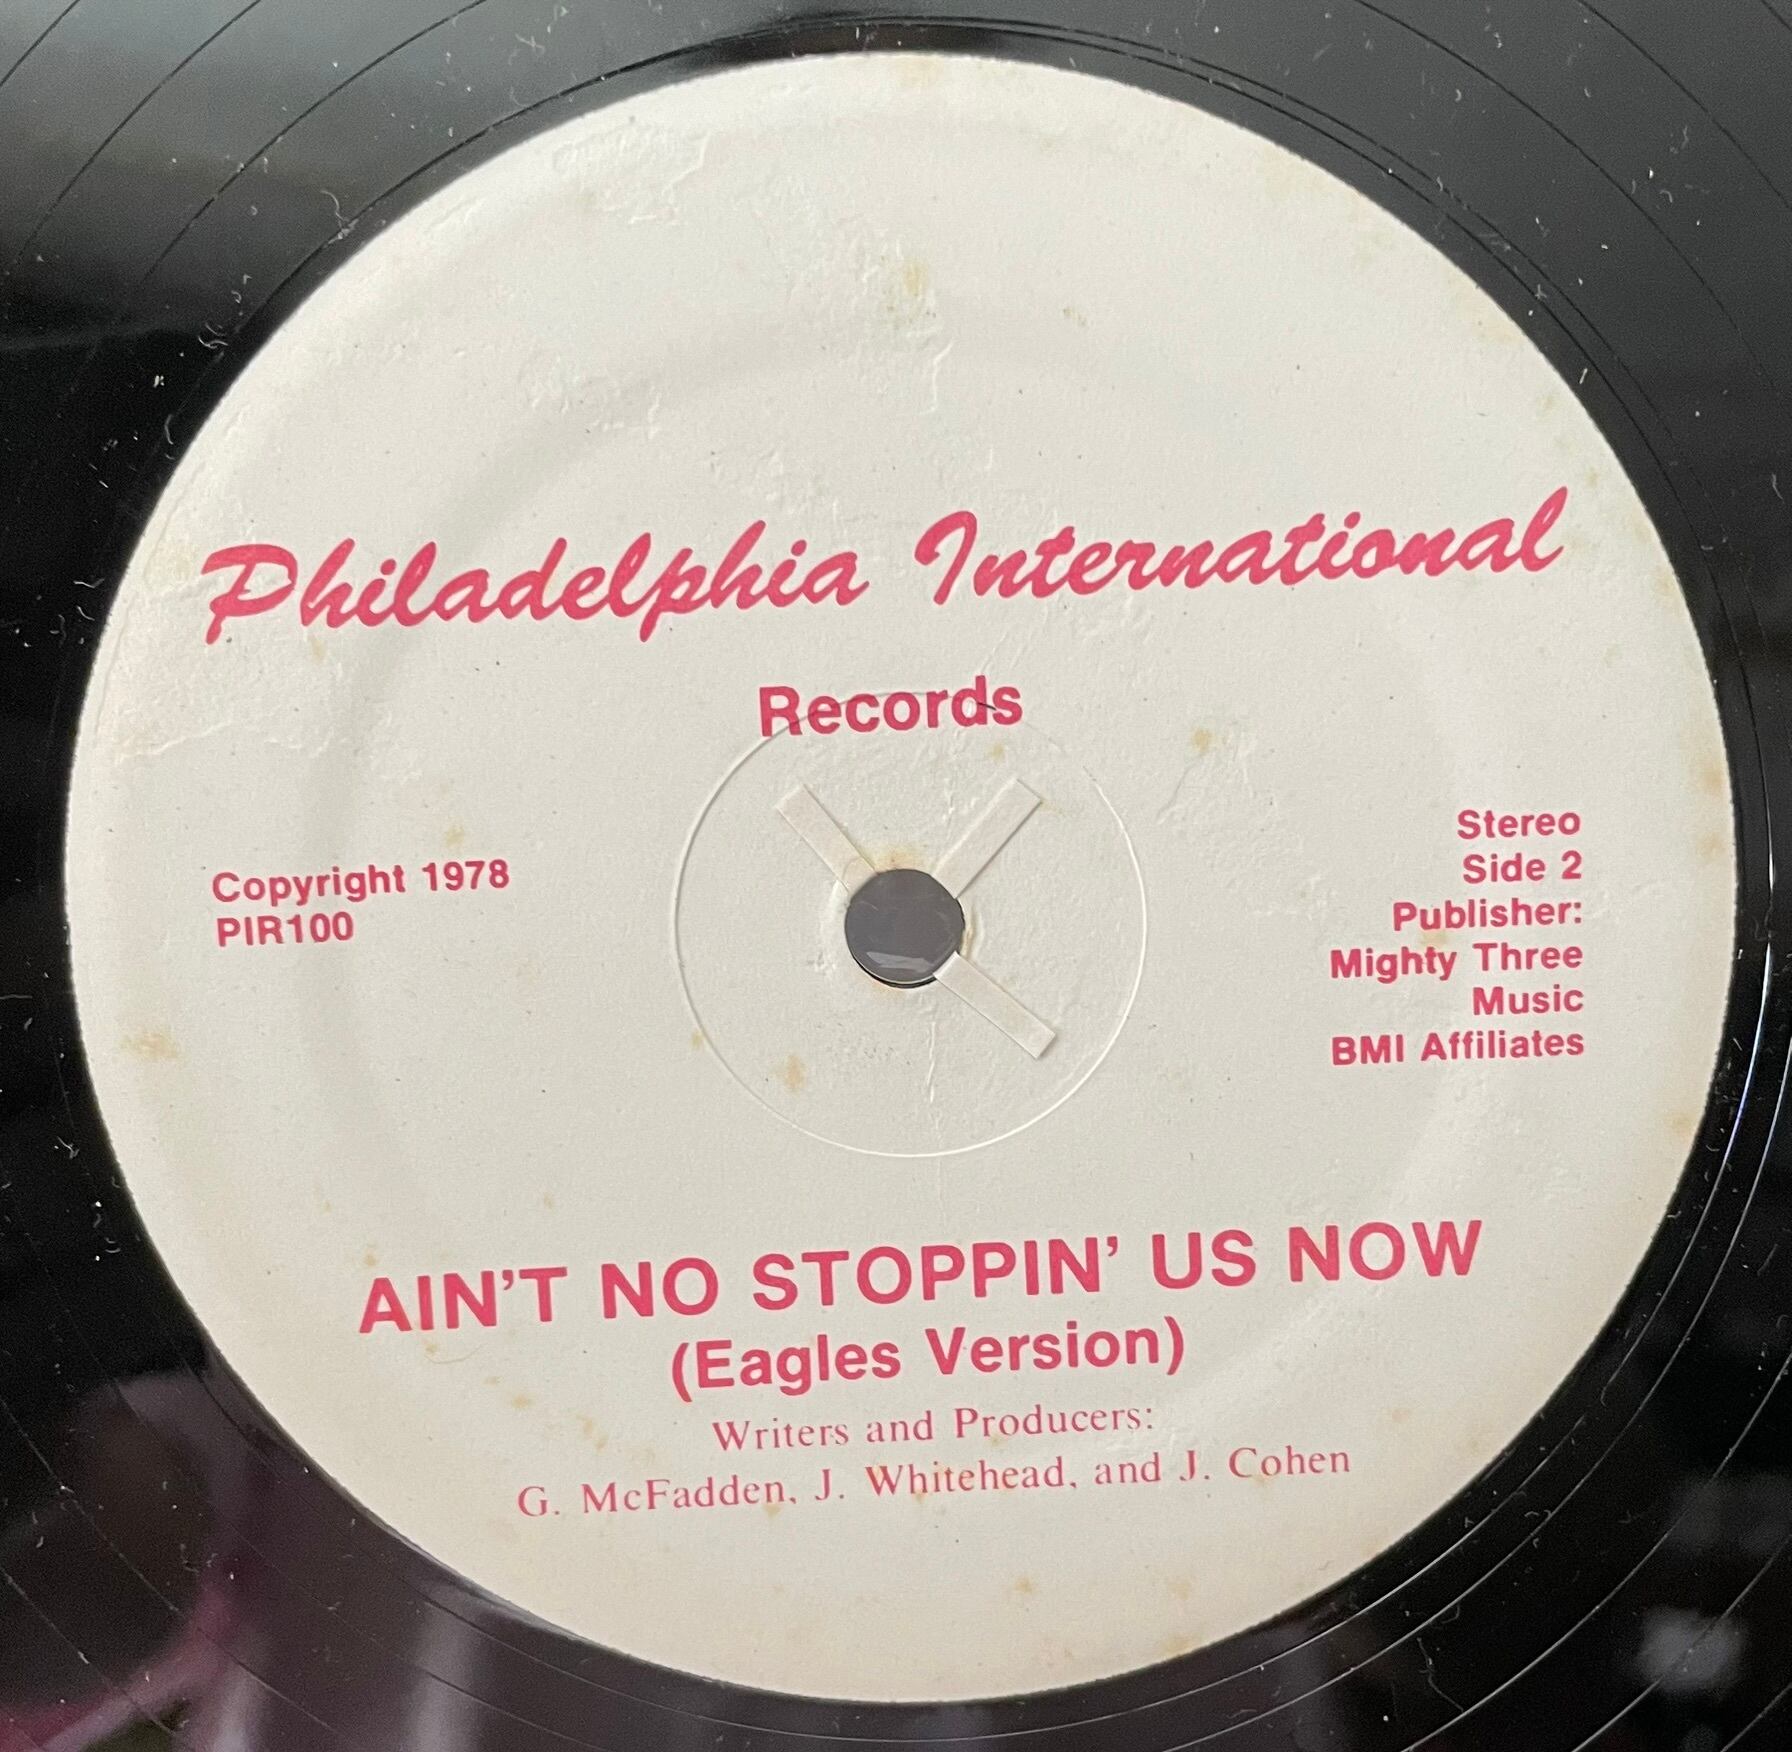 Philadelphia International
Records
Copyright 1978
PIR100
Stereo
Side 2
Publisher:
Mighty Three
Music
BMI Affiliates
AIN'T NO STOPPIN' US NOW
(Eagles Version)
Writers and Producers:
G. McFadden, J. Whitehead, and J. Cohen